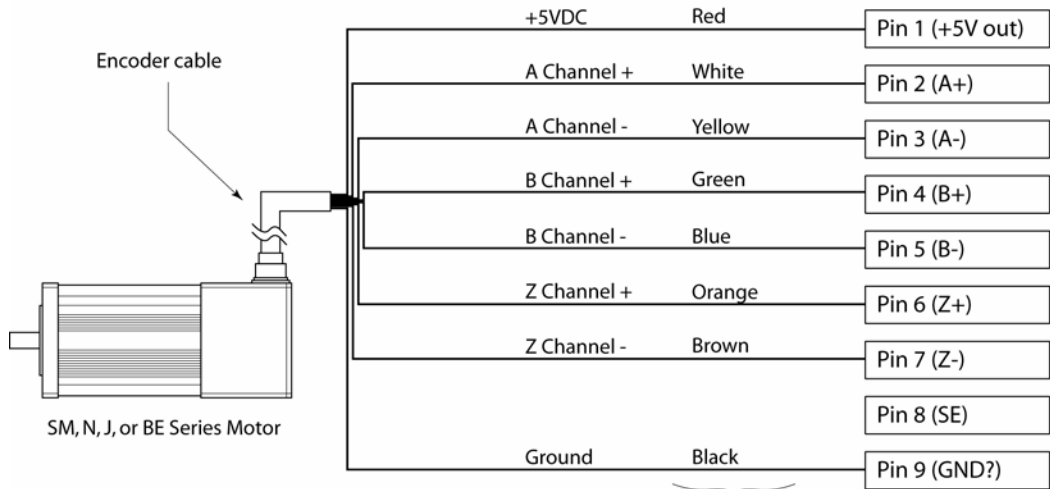 +5VDC Red Pin 1 (+5V out)
Encoder cable
A Channel + White Pin 2 (A+)
A Channel - Yellow Pin 3 (A-)
B Channel + Green Pin 4 (B+)
B Channel - Blue Pin 5 (B-)
Z Channel + Orange Pin 6 (Z+)
Z Channel - Brown Pin 7 (Z-)
SM, N, J, or BE Series Motor
Pin 8 (SE)
Ground Black Pin 9 (GND?)